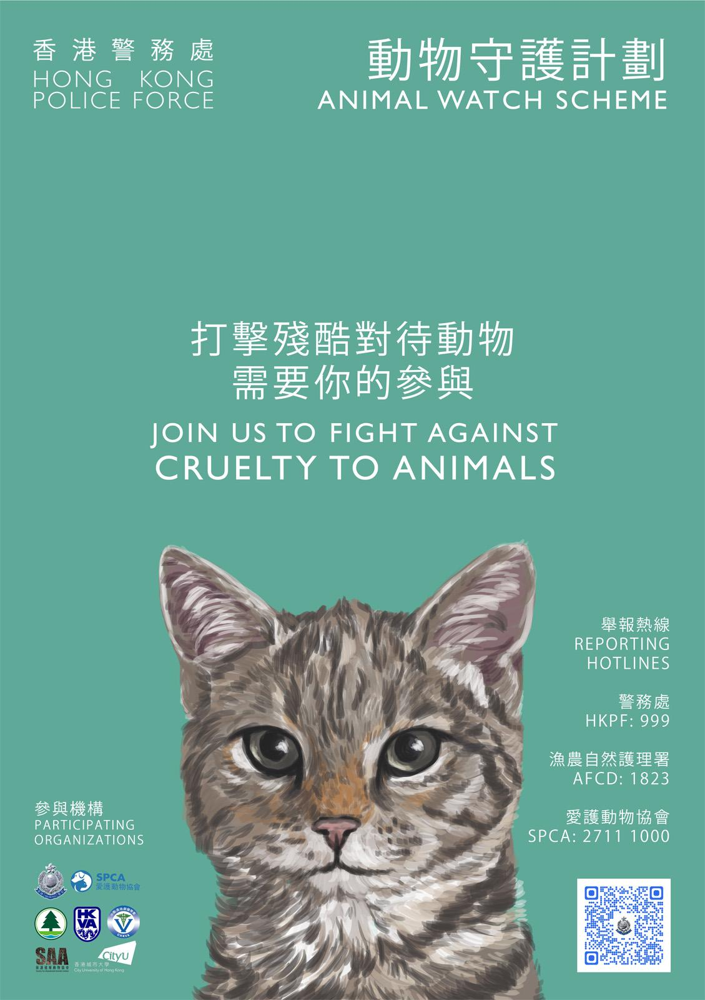 香港警務處
HONG KONG
POLICE FORCE
動物守護計劃
ANIMAL WATCH SCHEME
打擊殘酷對待動物
需要你的參與
JOIN US TO FIGHT AGAINST
CRUELTY TO ANIMALS
舉報熱線
REPORTING
HOTLINES
警務處
HKPF: 999
漁農自然護理署
AFCD: 1823
愛護動物協會
SPCA: 2711 1000
參與機構
PARTICIPATING
ORGANIZATIONS
SPCA
愛護動物協會
HK
VA
V
CHKVA
SAA
CityU
香港城市大學
City University of Hong Kong